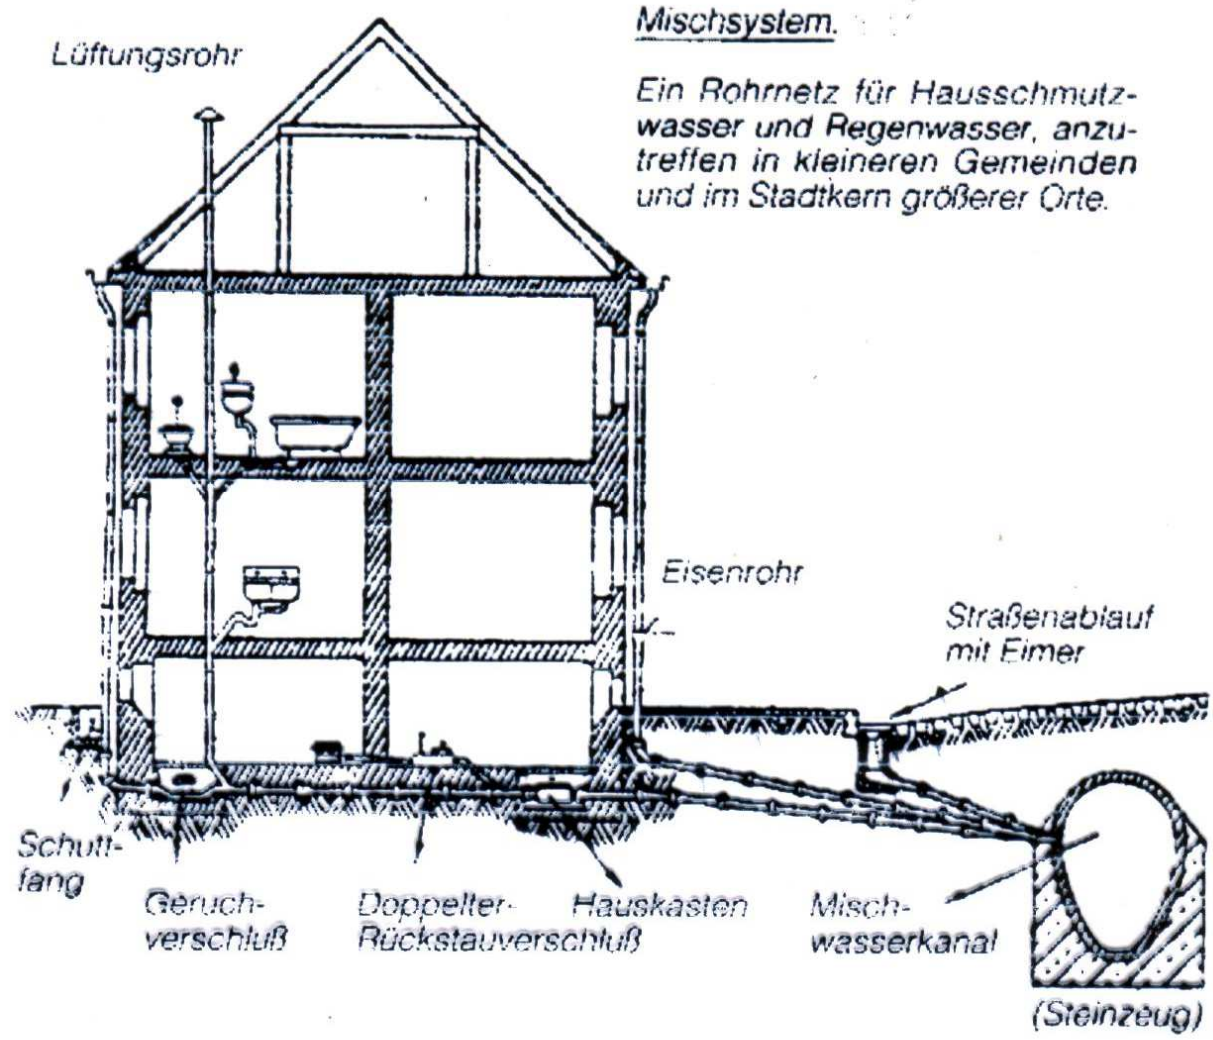 Mischsystem.
Lüftungsrohr
Ein Rohrnetz für Hausschmutz-
wasser und Regenwasser, anzu-
treffen in kleineren Gemeinden
und im Stadtkern größerer Orte.
Eisenrohr
Straßenablauf
mit Eimer
Schutt-
fang
Geruch-
verschluß
Doppelter-
Rückstauverschluß
Hauskasten
Misch-
wasserkanal
(Steinzeug)